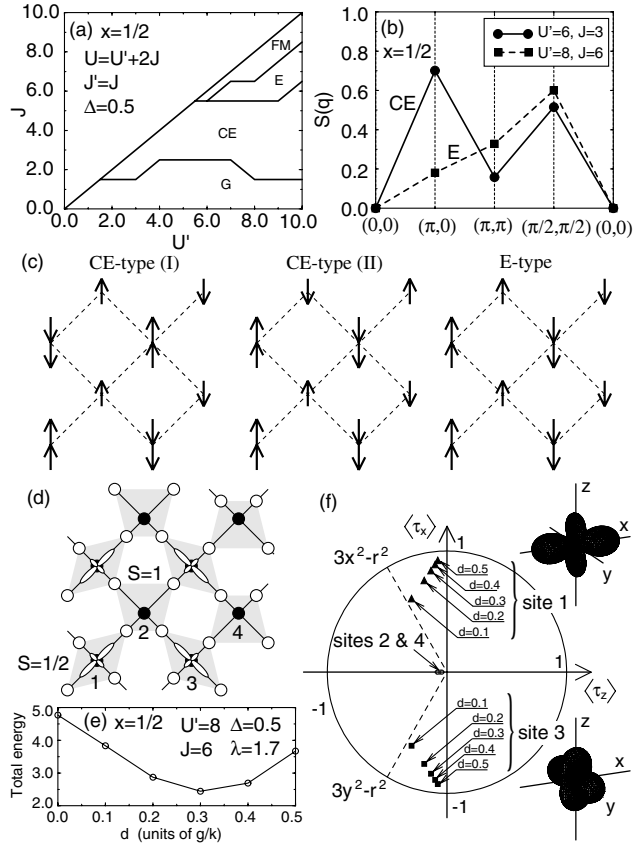 (a) x=1/2
U=U'+2J
J'=J
Δ=0.5
FM
E
CE
G
J
10.0
8.0
6.0
4.0
2.0
0.0
0.0 2.0 4.0 6.0 8.0 10.0
U'
(b)
x=1/2
U'=6, J=3
U'=8, J=6
CE
E
S(q)
1.0
0.8
0.6
0.4
0.2
0.0
(0,0) (π,0) (π,π) (π/2,π/2) (0,0)
(c)
CE-type (I) CE-type (II) E-type
(d)
S=1
S=1/2
1 2 3 4
(e) x=1/2 U'=8 Δ=0.5
J=6 λ=1.7
Total energy
5.0
4.0
3.0
2.0
0.0 0.1 0.2 0.3 0.4 0.5
d (units of g/k)
(f)
⟨τx⟩
1
3x²-r²
d=0.5
d=0.4
d=0.3
d=0.2
d=0.1
site 1
sites 2 & 4
-1
1
⟨τz⟩
d=0.1
d=0.2
d=0.3
d=0.4
d=0.5
site 3
3y²-r²
-1
z
x
y
z
x
y